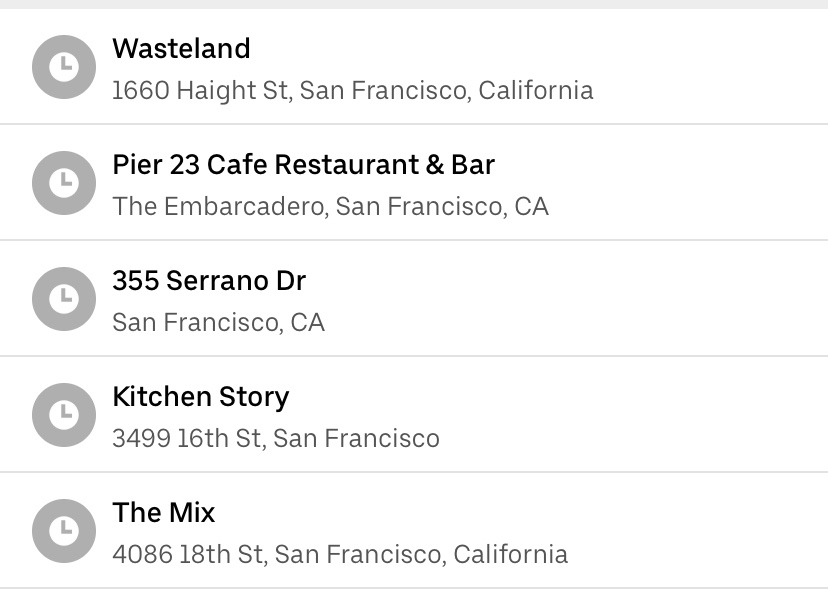 Wasteland
1660 Haight St, San Francisco, California
Pier 23 Cafe Restaurant & Bar
The Embarcadero, San Francisco, CA
355 Serrano Dr
San Francisco, CA
Kitchen Story
3499 16th St, San Francisco
The Mix
4086 18th St, San Francisco, California